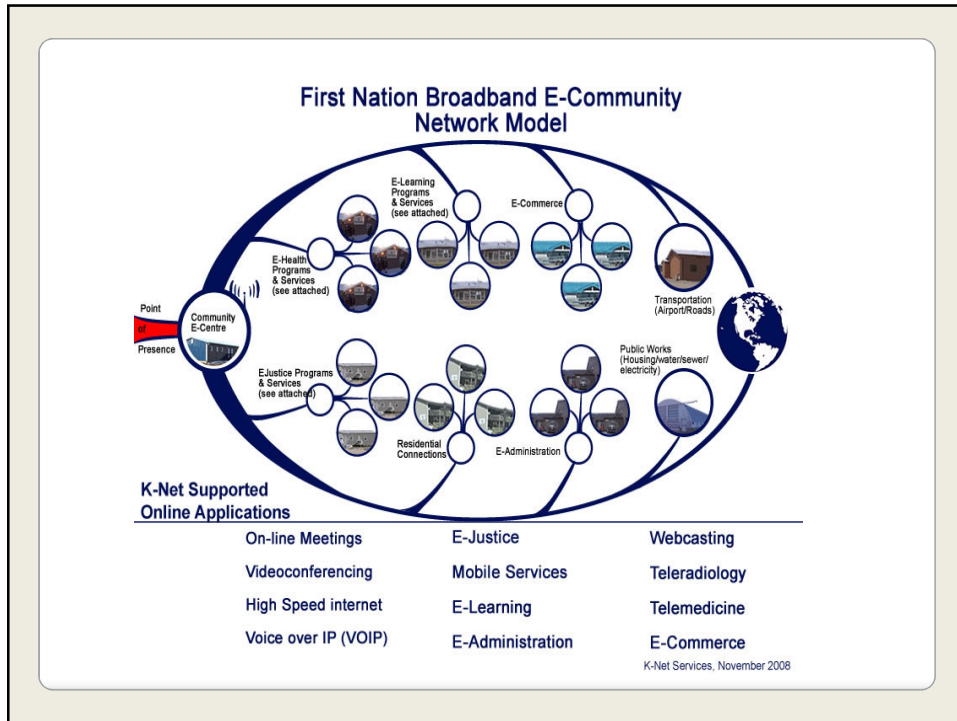 First Nation Broadband E-Community
Network Model
E-Learning
Programs
& Services
(see attached)
E-Commerce
E-Health
Programs
& Services
(see attached)
Transportation
(Airport/Roads)
Point
of
Presence
Community
E-Centre
Public Works
(Housing/water/sewer/
electricity)
EJustice Programs
& Services
(see attached)
Residential
Connections
E-Administration
K-Net Supported
Online Applications
On-line Meetings
Videoconferencing
High Speed internet
Voice over IP (VOIP)
E-Justice
Mobile Services
E-Learning
E-Administration
Webcasting
Teleradiology
Telemedicine
E-Commerce
K-Net Services, November 2008